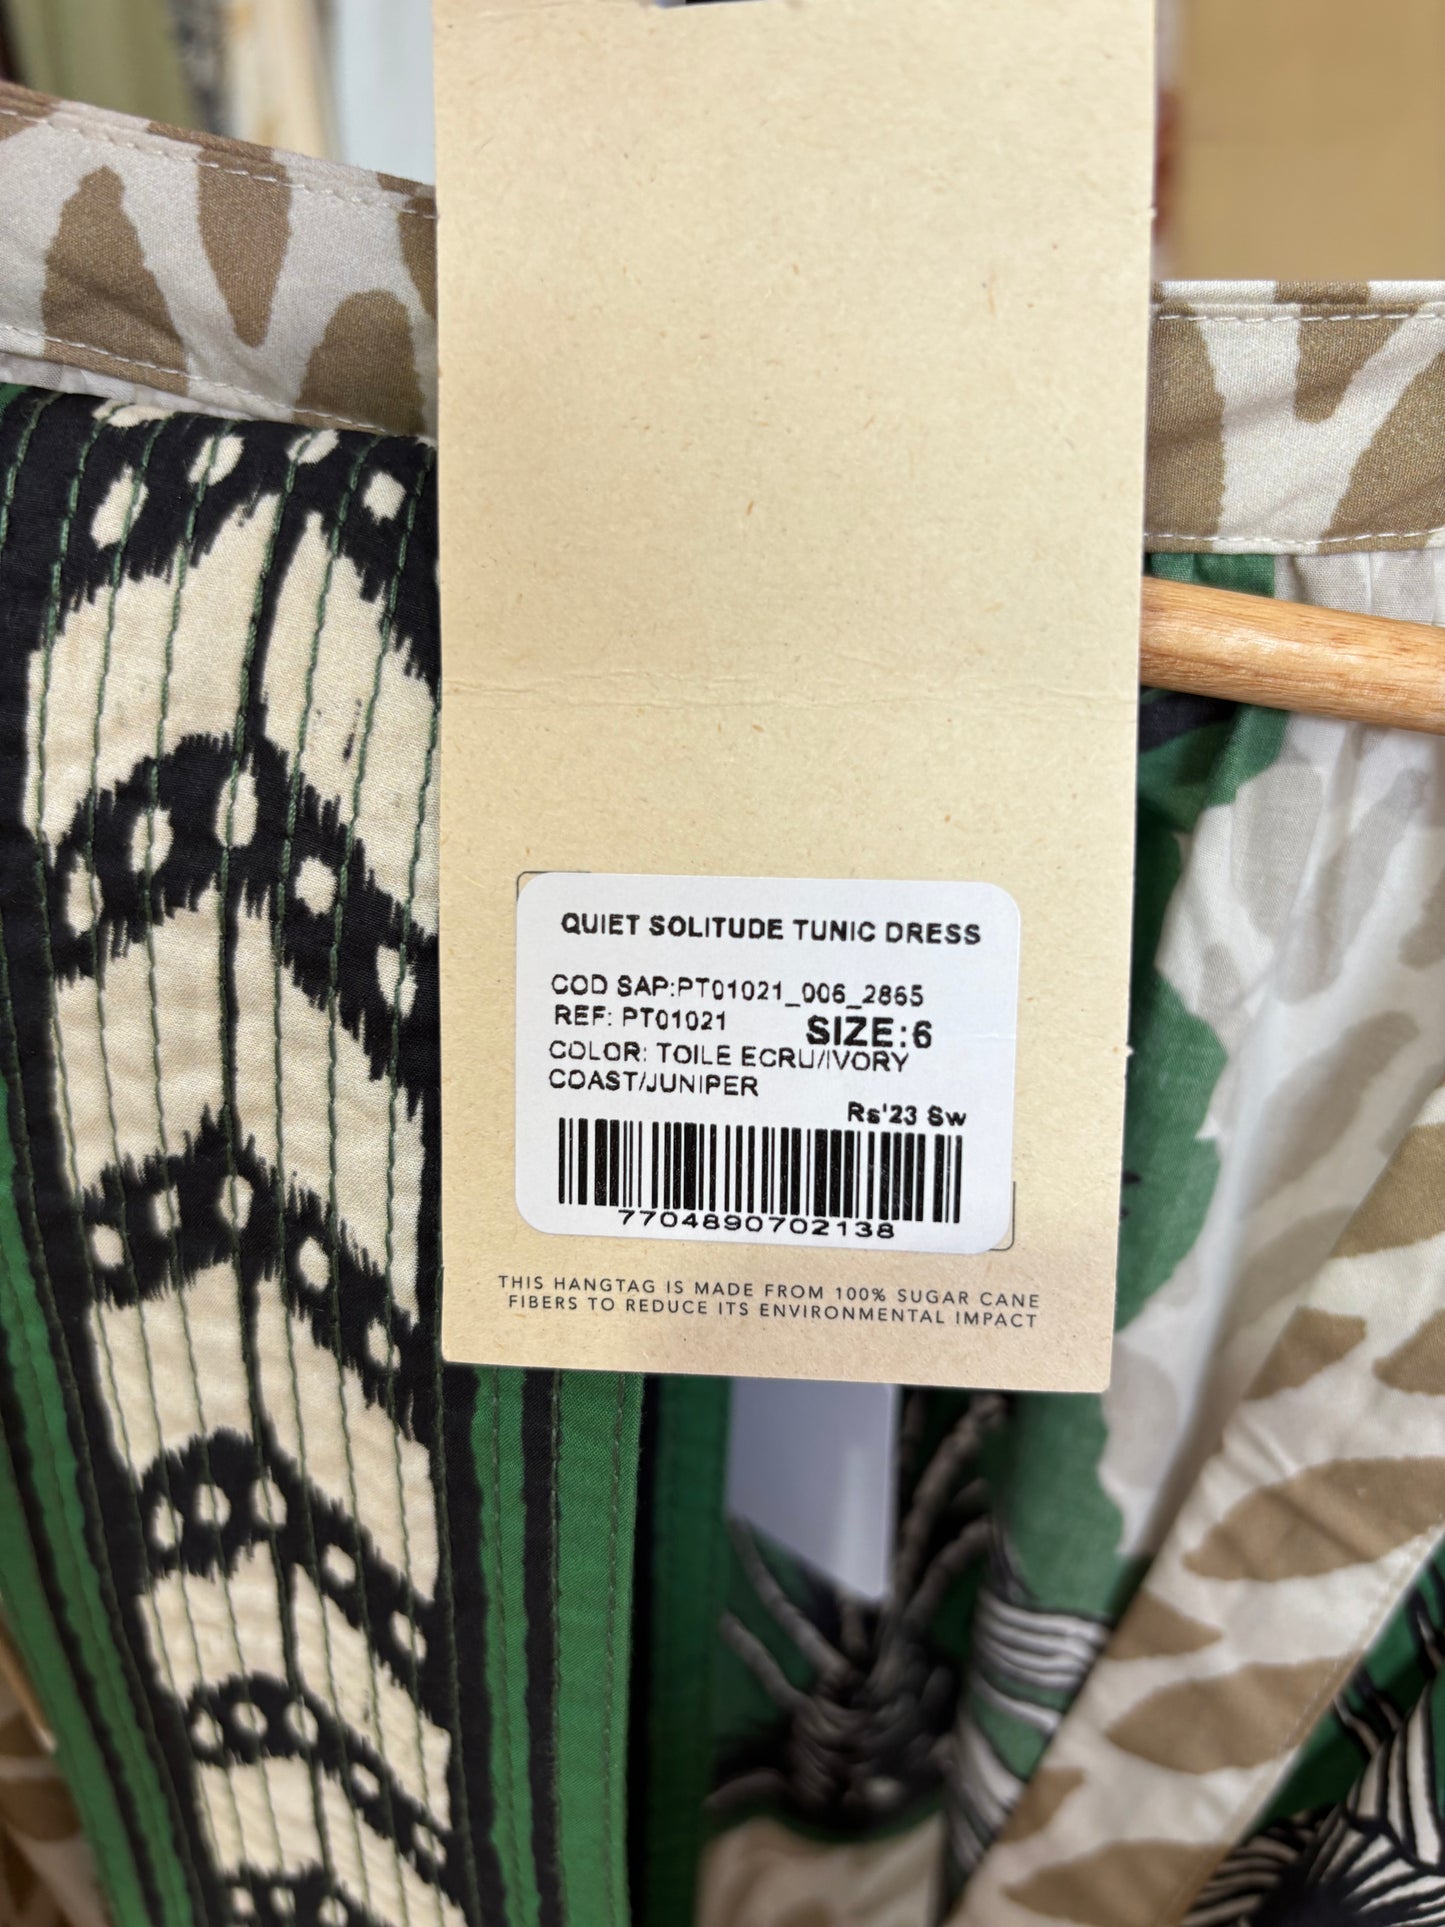 QUIET SOLITUDE TUNIC DRESS
COD SAP:PT01021_006_2865
REF: PT01021 SIZE:6
COLOR: TOILE ECRU/IVORY
COAST/JUNIPER
Rs'23 Sw
7704890702138
THIS HANGTAG IS MADE FROM 100% SUGAR CANE
FIBERS TO REDUCE ITS ENVIRONMENTAL IMPACT